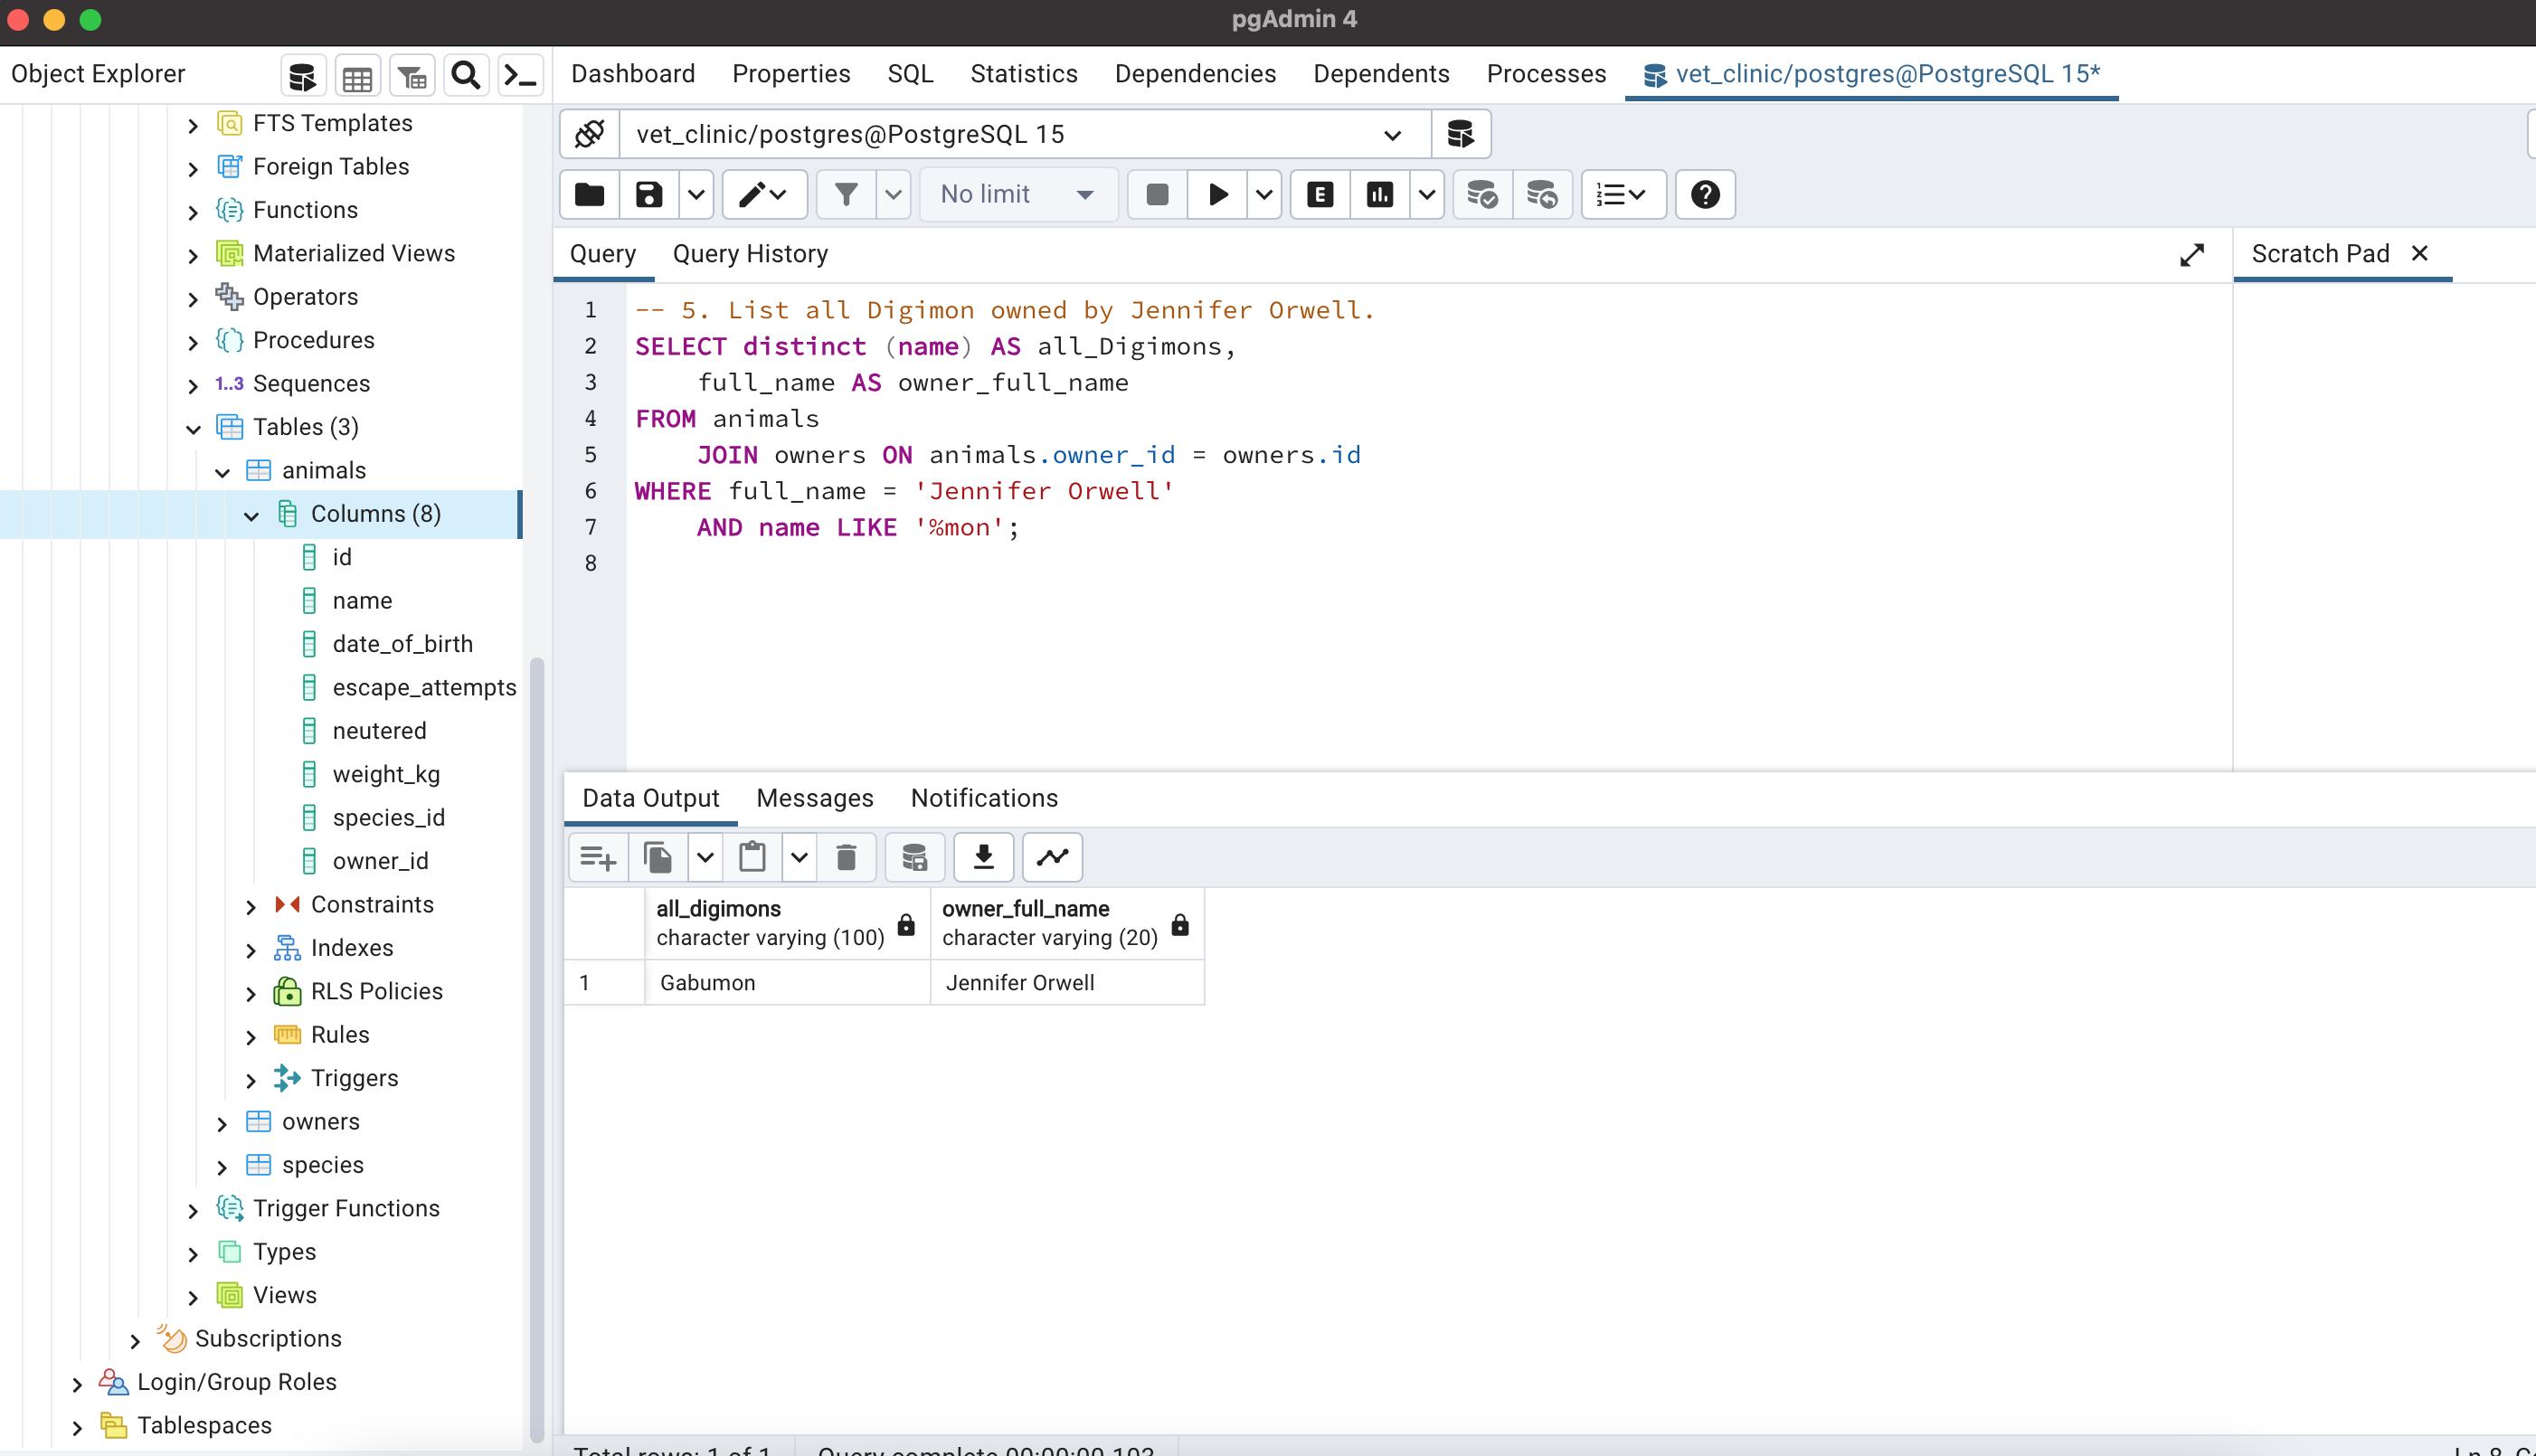 pgAdmin 4
Object Explorer
Dashboard Properties SQL Statistics Dependencies Dependents Processes vet_clinic/postgres@PostgreSQL 15*
FTS Templates
Foreign Tables
Functions
Materialized Views
Operators
Procedures
1..3 Sequences
Tables (3)
animals
Columns (8)
id
name
date_of_birth
escape_attempts
neutered
weight_kg
species_id
owner_id
Constraints
Indexes
RLS Policies
Rules
Triggers
owners
species
Trigger Functions
Types
Views
Subscriptions
Login/Group Roles
Tablespaces
vet_clinic/postgres@PostgreSQL 15
No limit
E
Query Query History
Scratch Pad
1 -- 5. List all Digimon owned by Jennifer Orwell.
2 SELECT distinct (name) AS all_Digimons,
3 full_name AS owner_full_name
4 FROM animals
5 JOIN owners ON animals.owner_id = owners.id
6 WHERE full_name = 'Jennifer Orwell'
7 AND name LIKE '%mon';
8
Data Output Messages Notifications
all_digimons owner_full_name
character varying (100) character varying (20)
1 Gabumon Jennifer Orwell
Total rows: 1 of 1 Query complete 00:00:00.103
Ln 8,